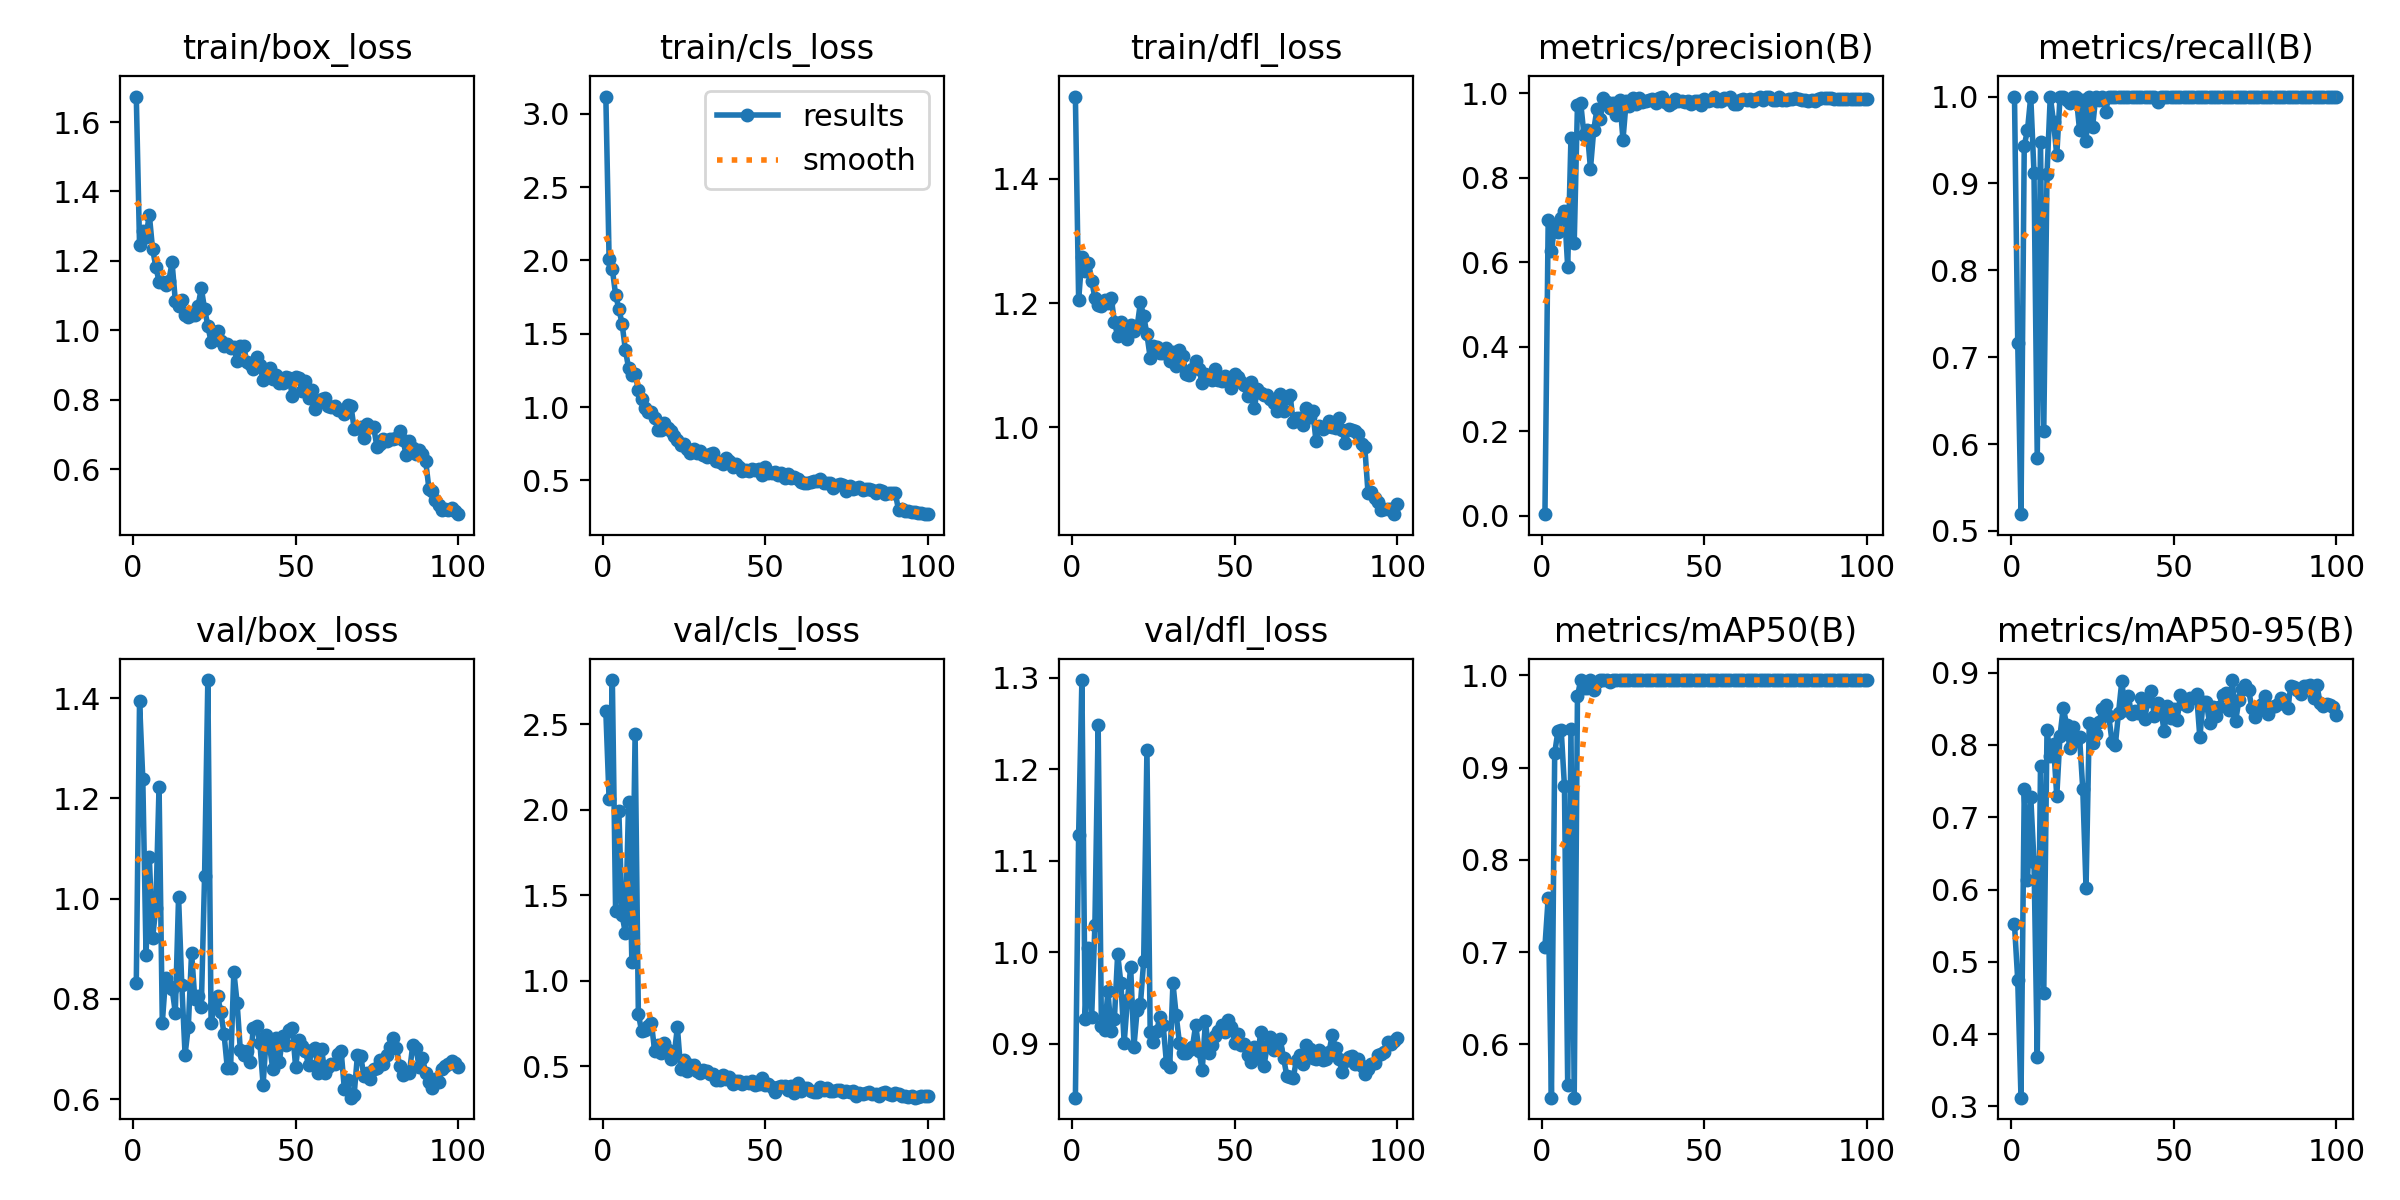 train/box_loss
train/cls_loss
train/dfl_loss
metrics/precision(B)
metrics/recall(B)
1.6
1.4
1.2
1.0
0.8
0.6
0 50 100
3.0
2.5
2.0
1.5
1.0
0.5
0 50 100
results
smooth
1.4
1.2
1.0
0 50 100
1.0
0.8
0.6
0.4
0.2
0.0
0 50 100
1.0
0.9
0.8
0.7
0.6
0.5
0 50 100
val/box_loss
val/cls_loss
val/dfl_loss
metrics/mAP50(B)
metrics/mAP50-95(B)
1.4
1.2
1.0
0.8
0.6
0 50 100
2.5
2.0
1.5
1.0
0.5
0 50 100
1.3
1.2
1.1
1.0
0.9
0 50 100
1.0
0.9
0.8
0.7
0.6
0 50 100
0.9
0.8
0.7
0.6
0.5
0.4
0.3
0 50 100